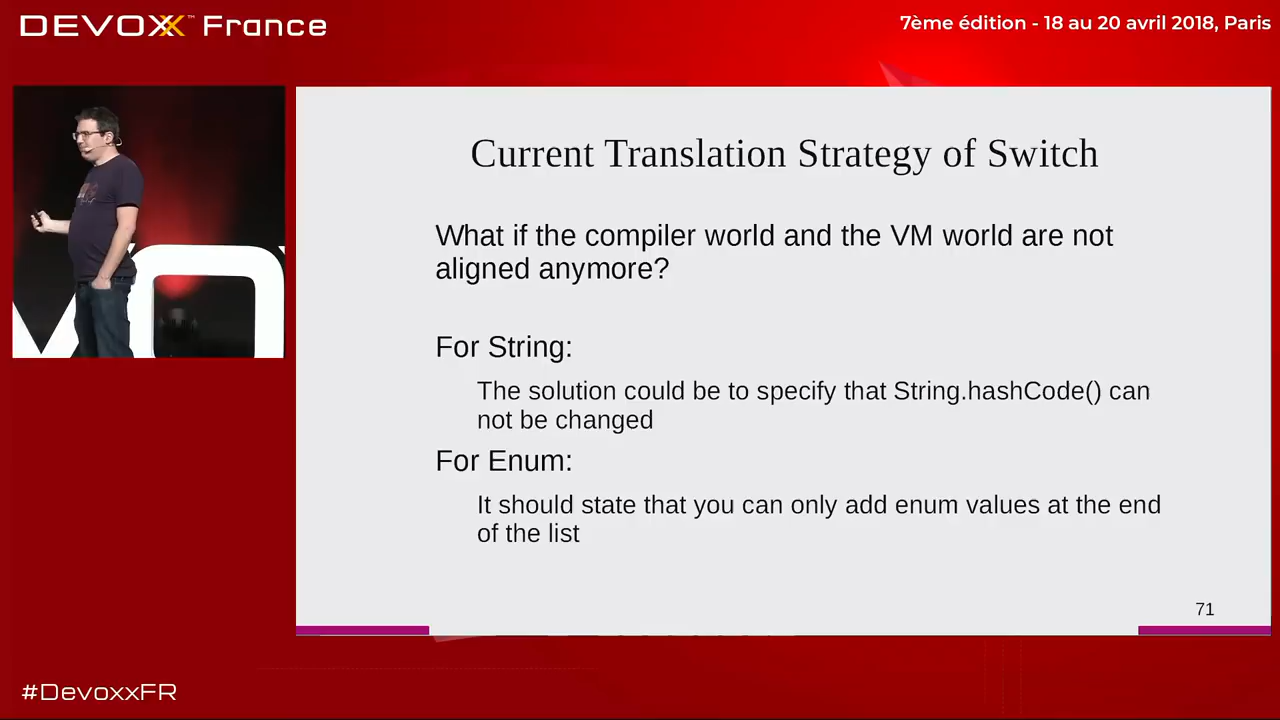 DEVOXX™ France
7ème édition - 18 au 20 avril 2018, Paris
Current Translation Strategy of Switch
What if the compiler world and the VM world are not
aligned anymore?
For String:
The solution could be to specify that String.hashCode() can
not be changed
For Enum:
It should state that you can only add enum values at the end
of the list
71
#DevoxxFR